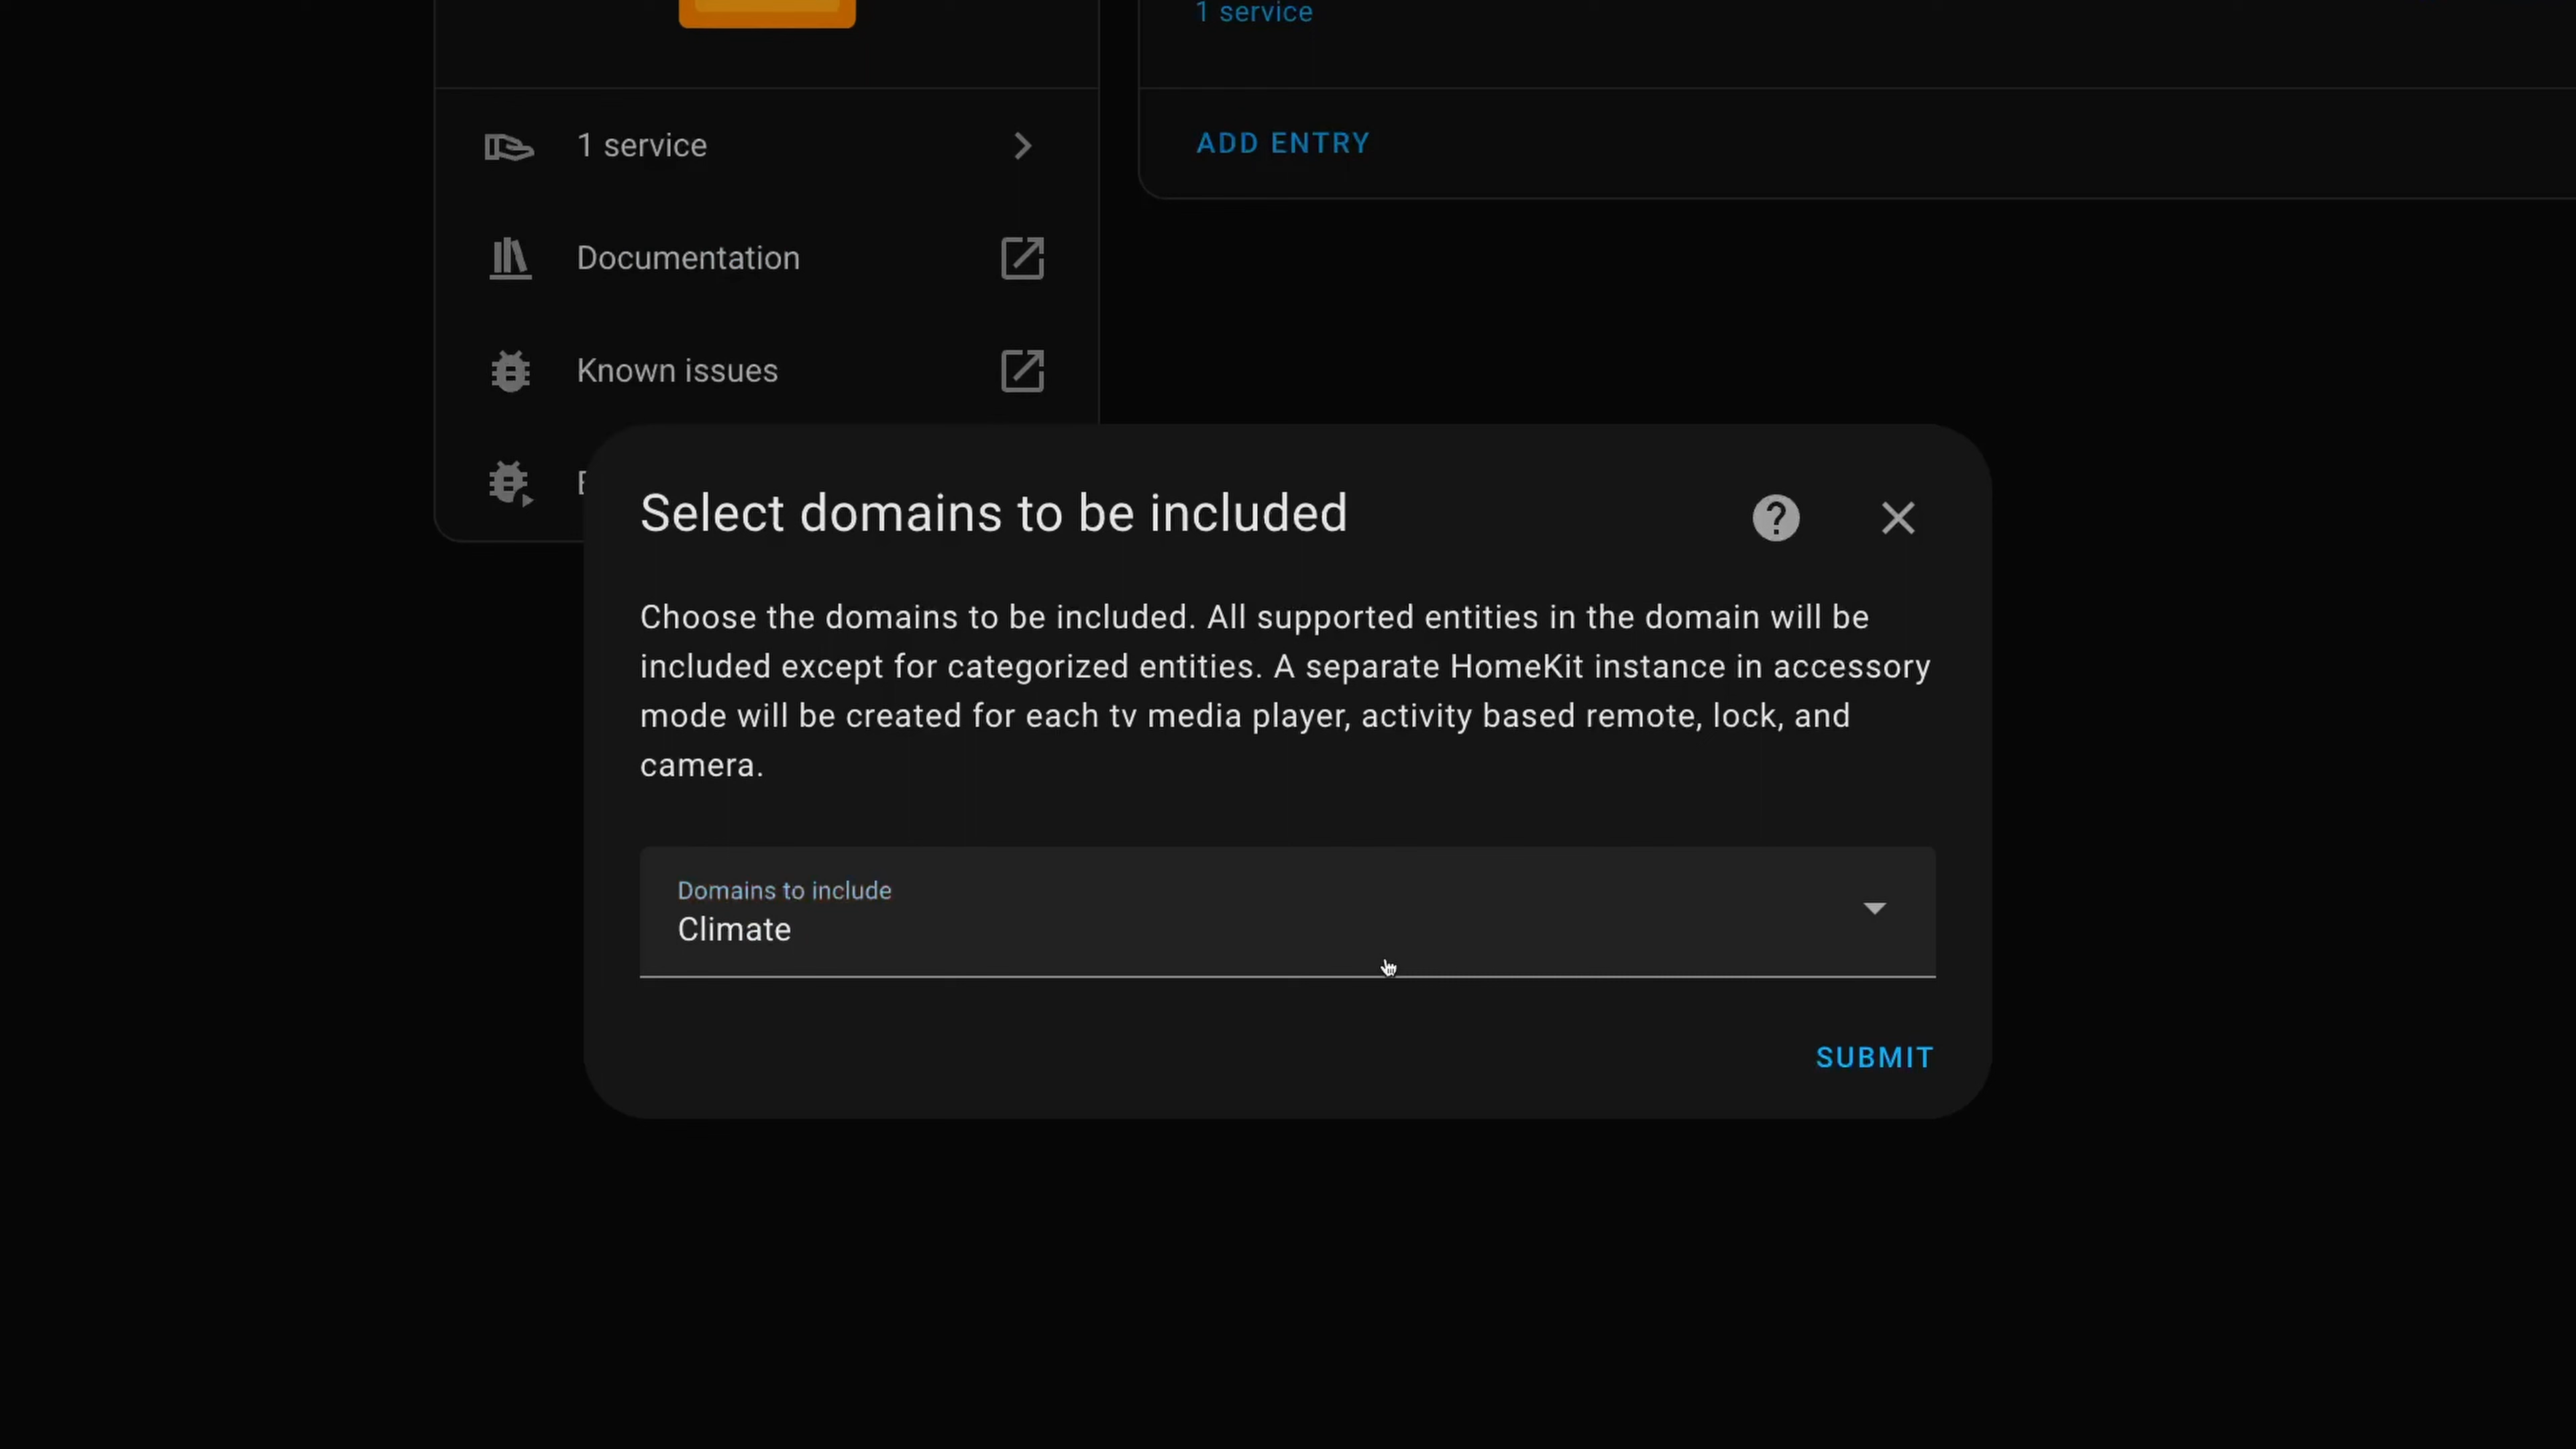 1 service
1 service
ADD ENTRY
Documentation
Known issues
Select domains to be included
Choose the domains to be included. All supported entities in the domain will be
included except for categorized entities. A separate HomeKit instance in accessory
mode will be created for each tv media player, activity based remote, lock, and
camera.
Domains to include
Climate
SUBMIT